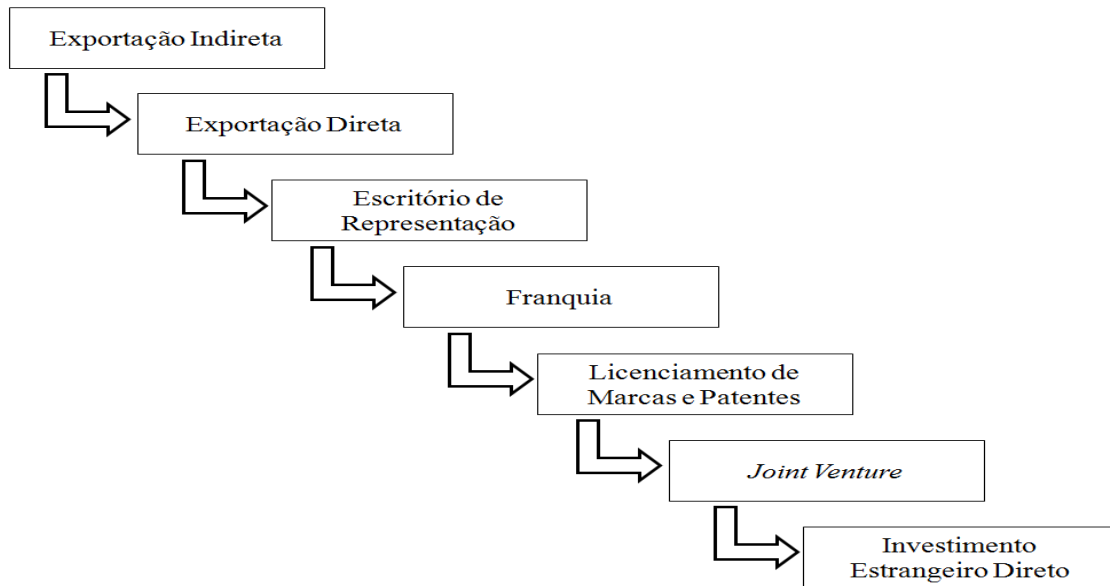 Exportação Indireta
Exportação Direta
Escritório de
Representação
Franquia
Licenciamento de
Marcas e Patentes
Joint Venture
Investimento
Estrangeiro Direto